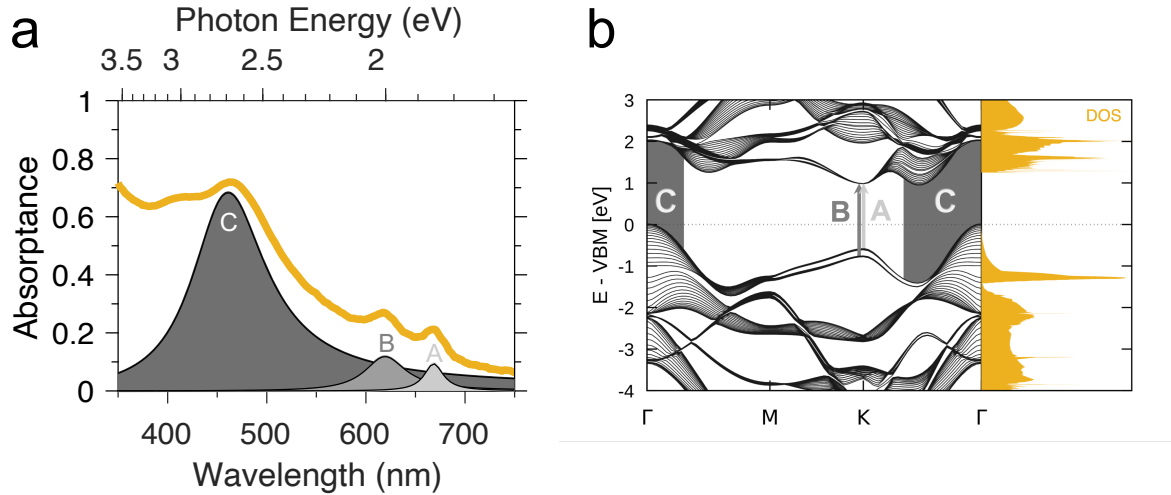 a
Photon Energy (eV)
3.5 3 2.5 2
1
0.8
0.6
0.4
0.2
0
Absorptance
C
B
A
400 500 600 700
Wavelength (nm)
b
3
2
1
0
-1
-2
-3
-4
E - VBM [eV]
C
B
A
C
DOS
Γ M K Γ